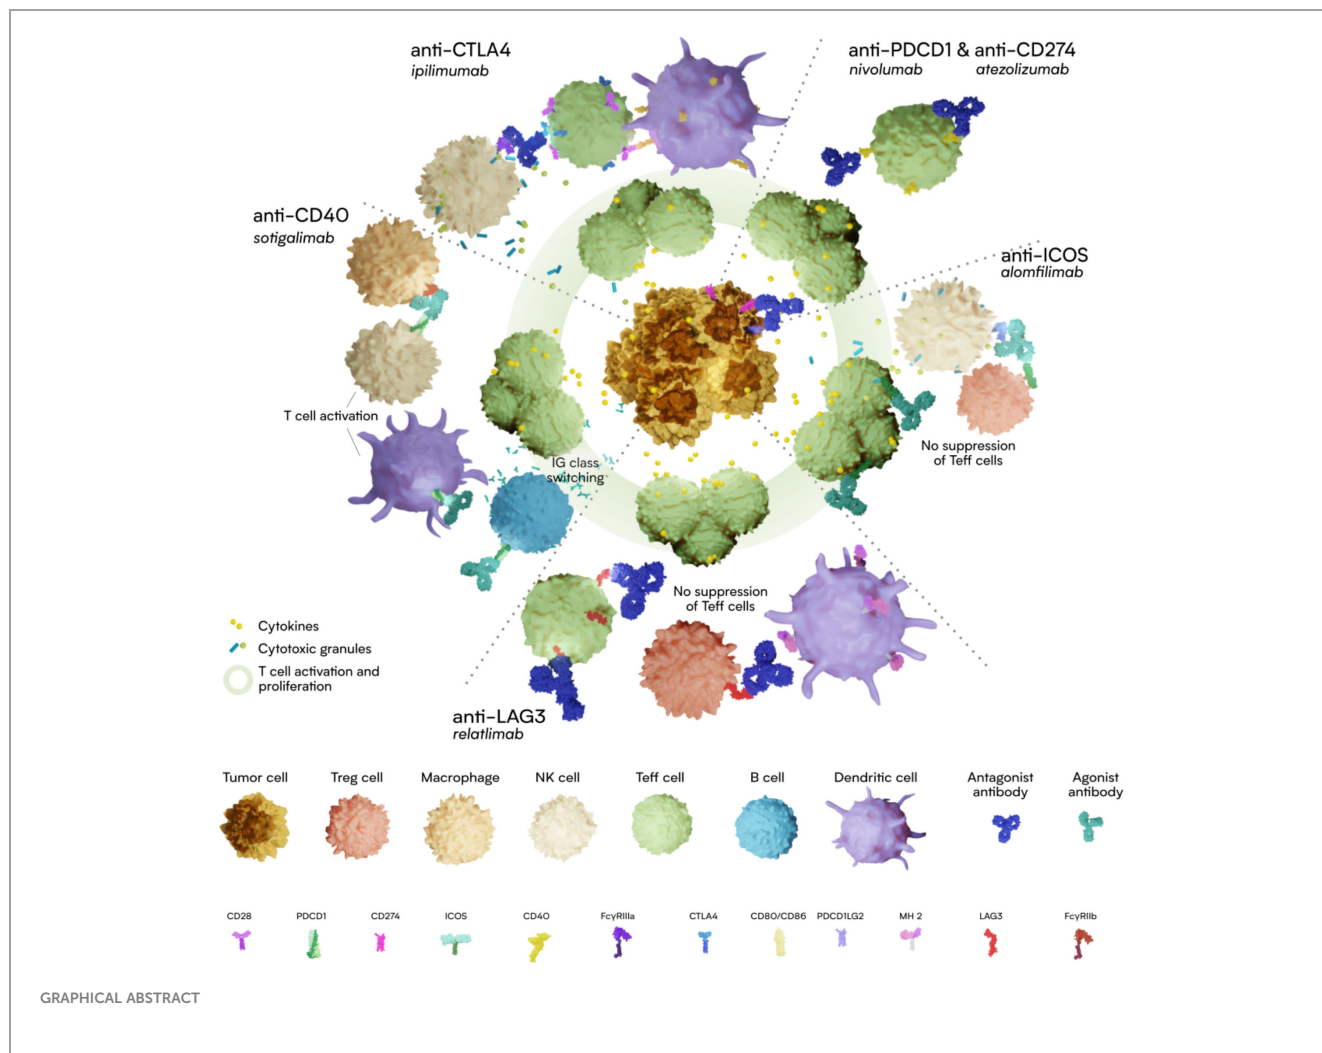 anti-CTLA4
ipilimumab
anti-PDCD1 & anti-CD274
nivolumab atezolizumab
anti-CD40
sotigalimab
anti-ICOS
alomfilimab
T cell activation
No suppression
of Teff cells
IG class
switching
No suppression
of Teff cells
Cytokines
Cytotoxic granules
T cell activation and
proliferation
anti-LAG3
relatlimab
Tumor cell Treg cell Macrophage NK cell Teff cell B cell Dendritic cell Antagonist Agonist
antibody antibody
CD28 PDCD1 CD274 ICOS CD40 FcγRIIIa CTLA4 CD80/CD86 PDCD1LG2 MH 2 LAG3 FcγRIIb
GRAPHICAL ABSTRACT